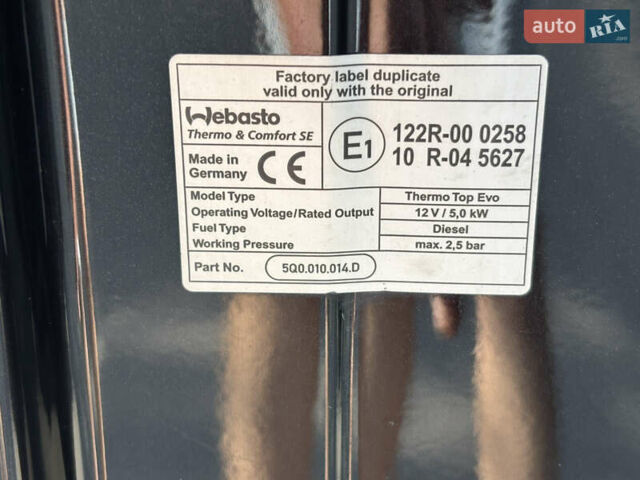 auto RIA.com
Factory label duplicate
valid only with the original
Webasto
Thermo & Comfort SE
Made in
Germany
CE
E1
122R-00 0258
10 R-04 5627
Model Type Thermo Top Evo
Operating Voltage/Rated Output 12 V / 5,0 kW
Fuel Type Diesel
Working Pressure max. 2,5 bar
Part No. 5Q0.010.014.D